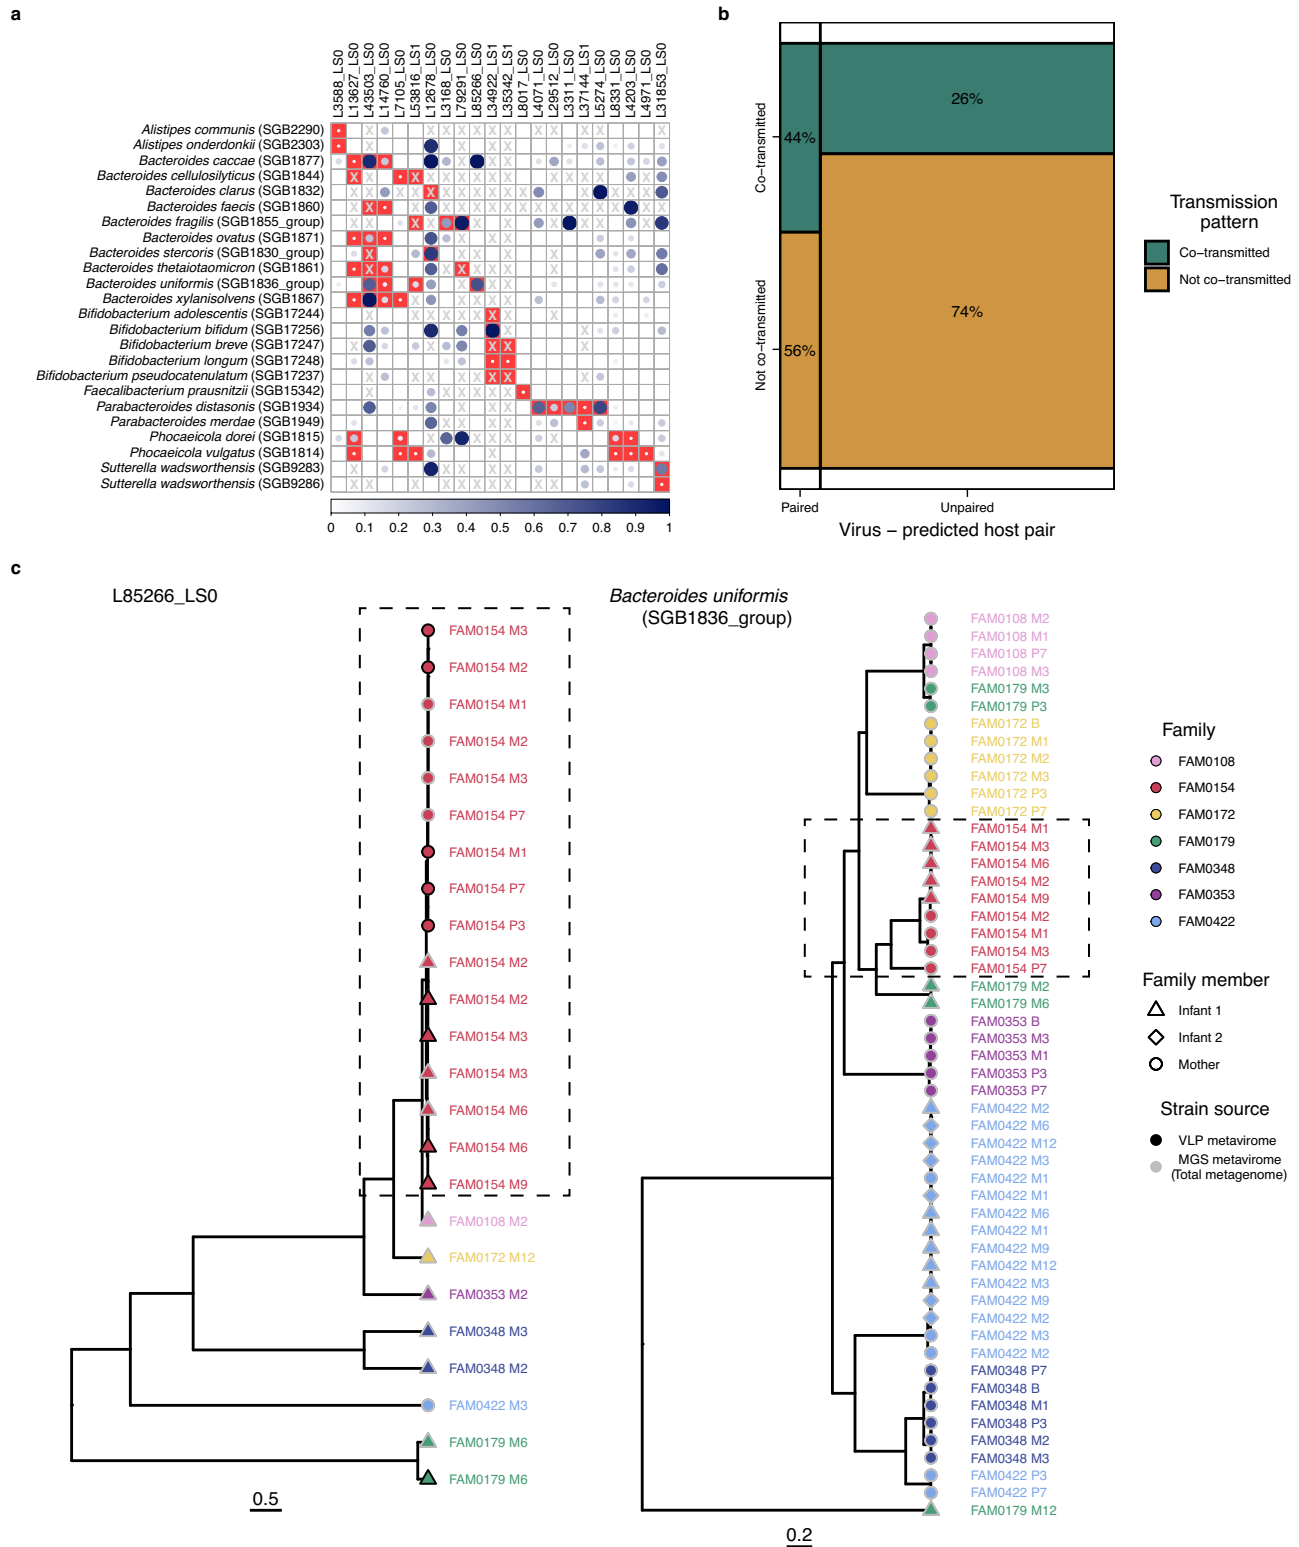 a
L3588_LS0
L13627_LS0
L43503_LS0
L14760_LS0
L7105_LS0
L53816_LS1
L12678_LS0
L3168_LS0
L79291_LS0
L85266_LS0
L34922_LS1
L35342_LS1
L8017_LS0
L4071_LS0
L29512_LS0
L3311_LS0
L37144_LS1
L5274_LS0
L8331_LS0
L4203_LS0
L4971_LS0
L31853_LS0
Alistipes communis (SGB2290)
Alistipes onderdonkii (SGB2303)
Bacteroides caccae (SGB1877)
Bacteroides cellulosilyticus (SGB1844)
Bacteroides clarus (SGB1832)
Bacteroides faecis (SGB1860)
Bacteroides fragilis (SGB1855_group)
Bacteroides ovatus (SGB1871)
Bacteroides stercoris (SGB1830_group)
Bacteroides thetaiotaomicron (SGB1861)
Bacteroides uniformis (SGB1836_group)
Bacteroides xylanisolvens (SGB1867)
Bifidobacterium adolescentis (SGB17244)
Bifidobacterium bifidum (SGB17256)
Bifidobacterium breve (SGB17247)
Bifidobacterium longum (SGB17248)
Bifidobacterium pseudocatenulatum (SGB17237)
Faecalibacterium prausnitzii (SGB15342)
Parabacteroides distasonis (SGB1934)
Parabacteroides merdae (SGB1949)
Phocaeicola dorei (SGB1815)
Phocaeicola vulgatus (SGB1814)
Sutterella wadsworthensis (SGB9283)
Sutterella wadsworthensis (SGB9286)
0 0.1 0.2 0.3 0.4 0.5 0.6 0.7 0.8 0.9 1
b
Co−transmitted
Not co−transmitted
44%
26%
56%
74%
Paired
Unpaired
Virus − predicted host pair
Transmission
pattern
Co−transmitted
Not co−transmitted
c
L85266_LS0
FAM0154 M3
FAM0154 M2
FAM0154 M1
FAM0154 M2
FAM0154 M3
FAM0154 P7
FAM0154 M1
FAM0154 P7
FAM0154 P3
FAM0154 M2
FAM0154 M2
FAM0154 M3
FAM0154 M3
FAM0154 M6
FAM0154 M6
FAM0154 M9
FAM0108 M2
FAM0172 M12
FAM0353 M2
FAM0348 M3
FAM0348 M2
FAM0422 M3
FAM0179 M6
FAM0179 M6
0.5
Bacteroides uniformis
(SGB1836_group)
FAM0108 M2
FAM0108 M1
FAM0108 P7
FAM0108 M3
FAM0179 M3
FAM0179 P3
FAM0172 B
FAM0172 M1
FAM0172 M2
FAM0172 M3
FAM0172 P3
FAM0172 P7
FAM0154 M1
FAM0154 M3
FAM0154 M6
FAM0154 M2
FAM0154 M9
FAM0154 M2
FAM0154 M1
FAM0154 M3
FAM0154 P7
FAM0179 M2
FAM0179 M6
FAM0353 B
FAM0353 M3
FAM0353 M1
FAM0353 P3
FAM0353 P7
FAM0422 M2
FAM0422 M6
FAM0422 M12
FAM0422 M3
FAM0422 M1
FAM0422 M1
FAM0422 M6
FAM0422 M1
FAM0422 M9
FAM0422 M12
FAM0422 M3
FAM0422 M9
FAM0422 M2
FAM0422 M3
FAM0422 M2
FAM0348 P7
FAM0348 B
FAM0348 M1
FAM0348 P3
FAM0348 M2
FAM0348 M3
FAM0422 P3
FAM0422 P7
FAM0179 M12
0.2
Family
FAM0108
FAM0154
FAM0172
FAM0179
FAM0348
FAM0353
FAM0422
Family member
Infant 1
Infant 2
Mother
Strain source
VLP metavirome
MGS metavirome
(Total metagenome)